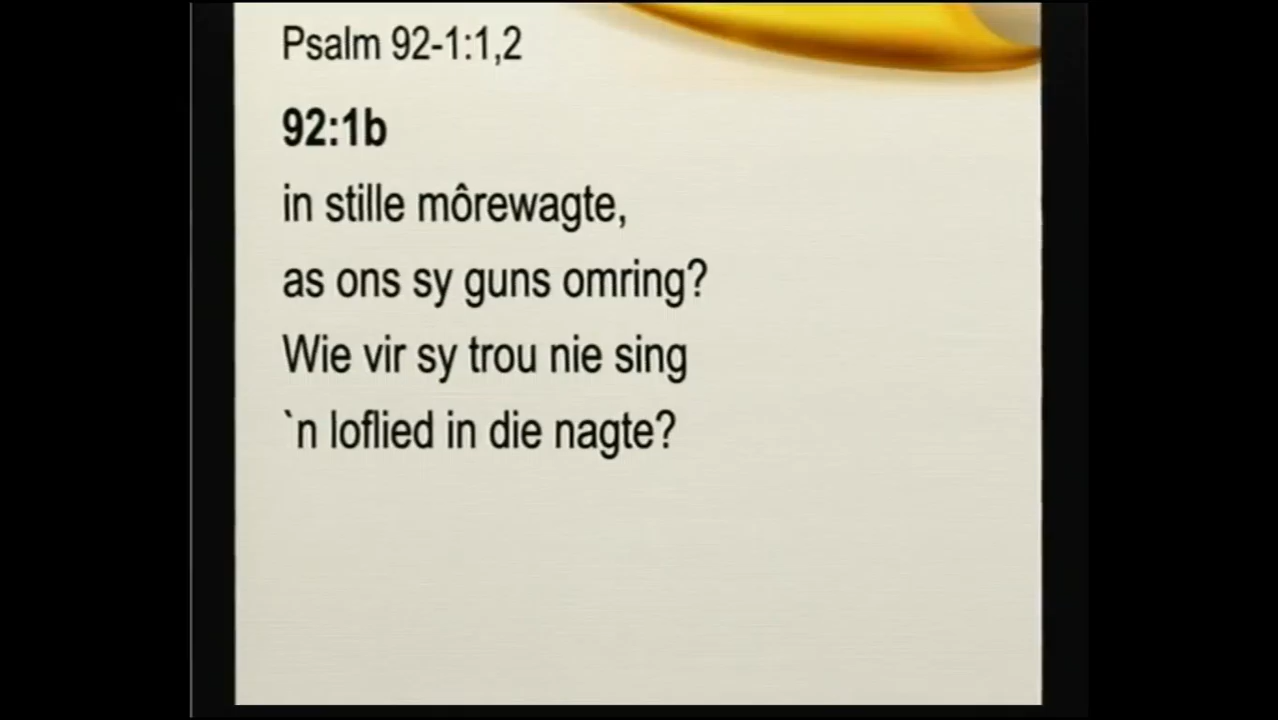 Psalm 92-1:1,2
92:1b
in stille môrewagte,
as ons sy guns omring?
Wie vir sy trou nie sing
`n loflied in die nagte?